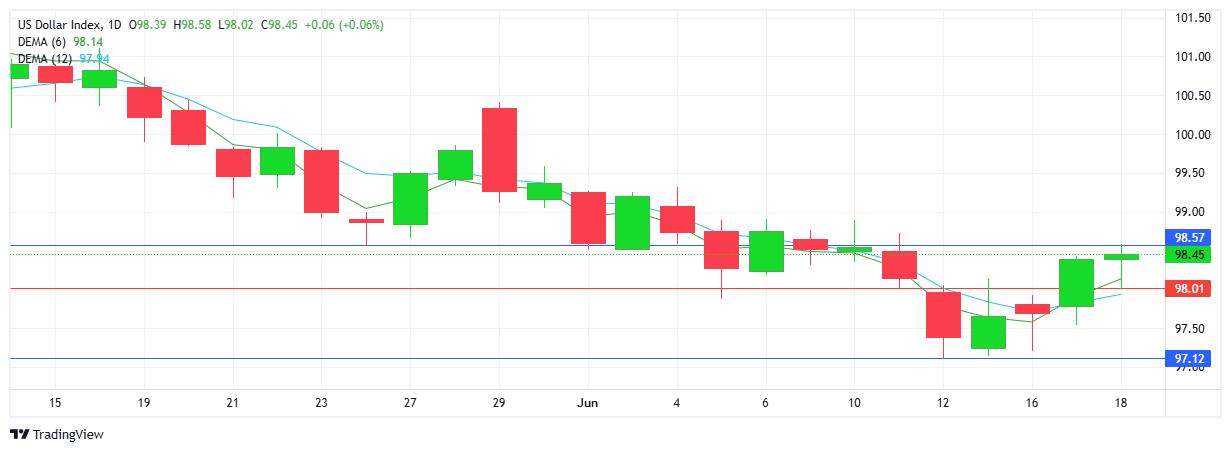 US Dollar Index, 1D O98.39 H98.58 L98.02 C98.45 +0.06 (+0.06%)
DEMA (6) 98.14
DEMA (12) 97.94
101.50
101.00
100.50
100.00
99.50
99.00
98.57
98.45
98.01
97.50
97.12
97.00
15 19 21 23 27 29 Jun 4 6 10 12 16 18
TradingView